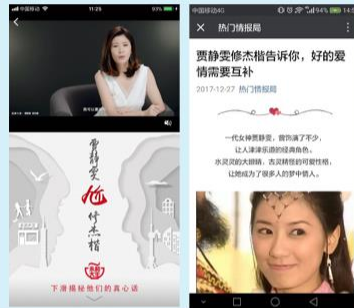 中国移动
11:25
93%
贾静雯
修杰楷
下滑揭秘他们的真心话
中国移动4G
94%
热门情报局
贾静雯修杰楷告诉你，好的爱
情需要互补
2017-12-27 热门情报局
一代女神贾静雯，曾饰演了不少，
让人津津乐道的经典角色。
水灵灵的大眼睛，古灵精怪的可爱性格，
让她成为了很多人的梦中情人。